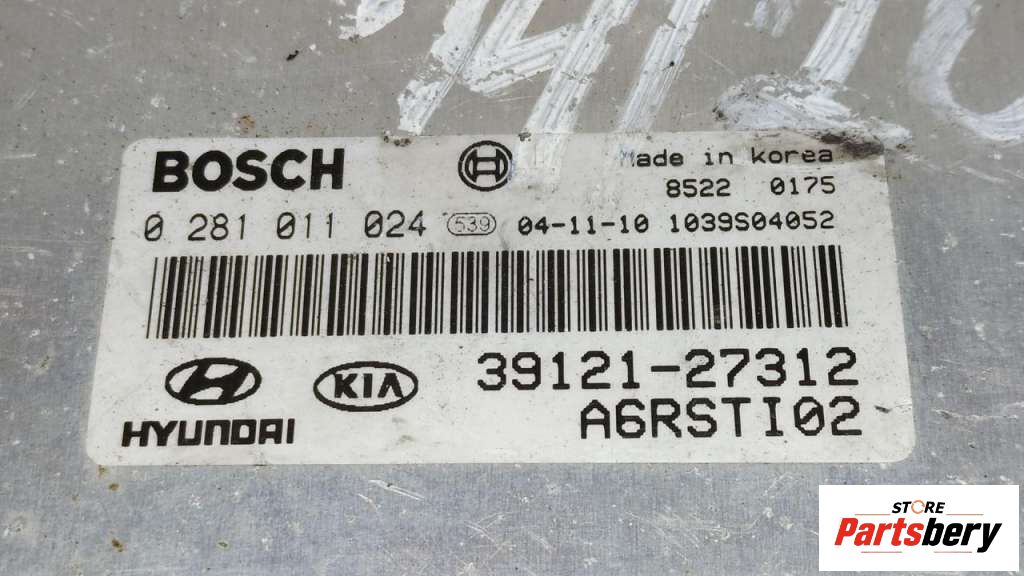 BOSCH
Made in korea
8522 0175
0 281 011 024 539 04-11-10 1039S04052
39121-27312
HYUNDAI KIA A6RSTI02
STORE
Partsbery